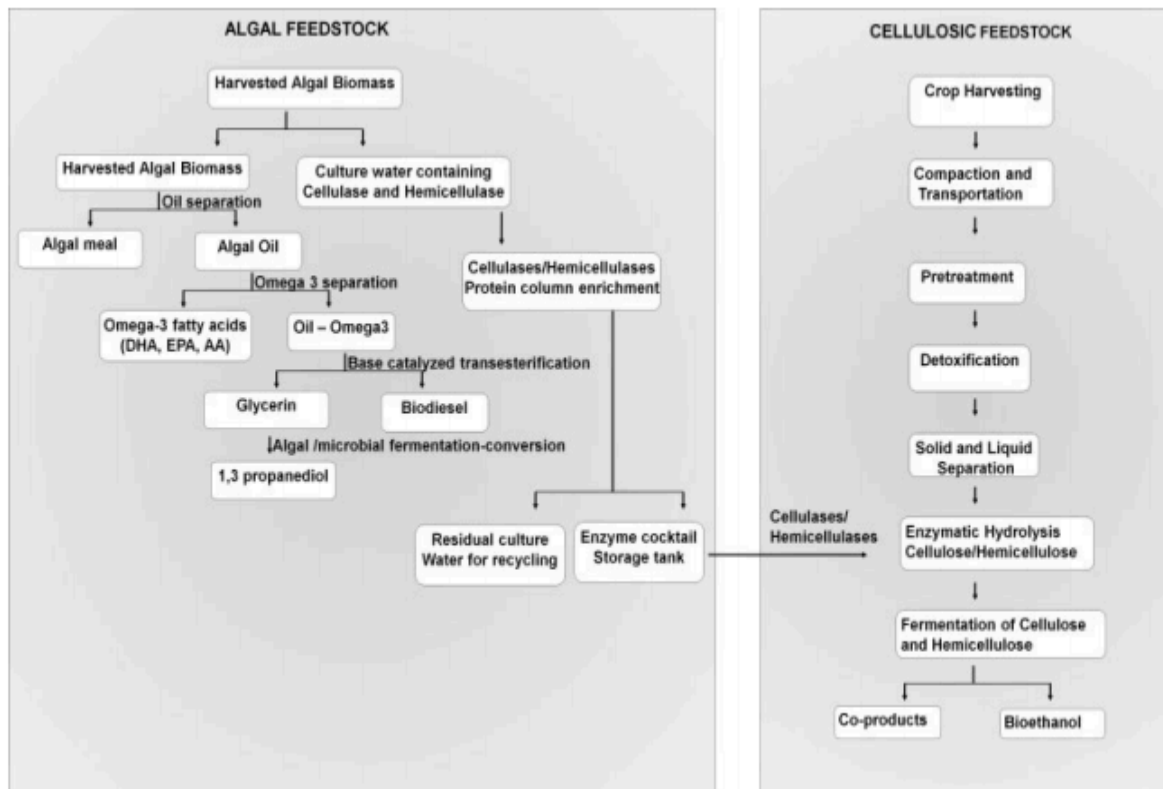 ALGAL FEEDSTOCK
Harvested Algal Biomass
Harvested Algal Biomass
Culture water containing
Cellulase and Hemicellulase
Oil separation
Algal meal
Algal Oil
Cellulases/Hemicellulases
Protein column enrichment
Omega 3 separation
Omega-3 fatty acids
(DHA, EPA, AA)
Oil – Omega3
Base catalyzed transesterification
Glycerin
Biodiesel
Algal /microbial fermentation-conversion
1,3 propanediol
Residual culture
Water for recycling
Enzyme cocktail
Storage tank
Cellulases/
Hemicellulases
CELLULOSIC FEEDSTOCK
Crop Harvesting
Compaction and
Transportation
Pretreatment
Detoxification
Solid and Liquid
Separation
Enzymatic Hydrolysis
Cellulose/Hemicellulose
Fermentation of Cellulose
and Hemicellulose
Co-products
Bioethanol